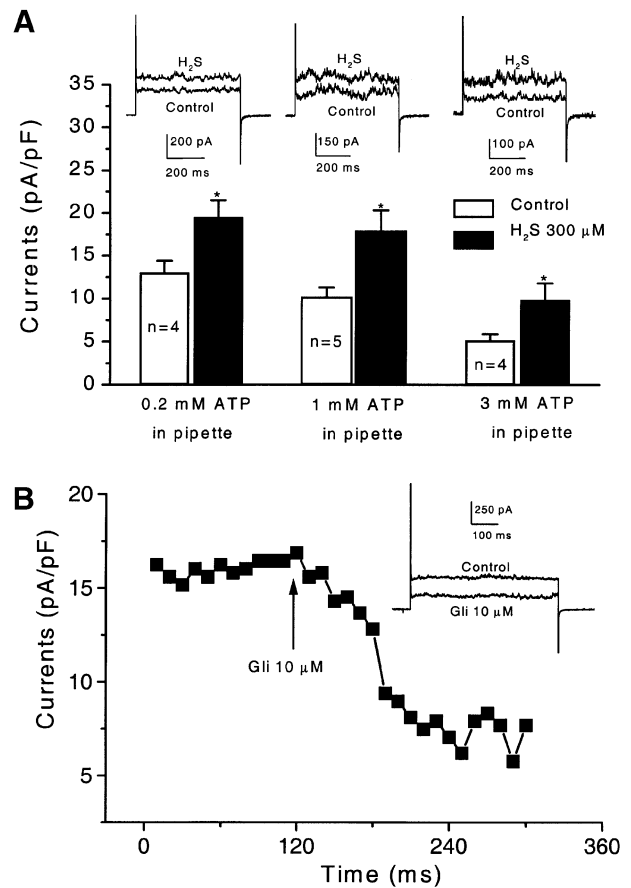 A
H2S
Control
H2S
Control
H2S
Control
200 pA
200 ms
150 pA
200 ms
100 pA
200 ms
Currents (pA/pF)
35
30
25
20
15
10
5
0
Control
H2S 300 μM
*
*
*
n=4
n=5
n=4
0.2 mM ATP
in pipette
1 mM ATP
in pipette
3 mM ATP
in pipette
B
Currents (pA/pF)
20
15
10
5
250 pA
100 ms
Control
Gli 10 μM
Gli 10 μM
0
120
240
360
Time (ms)